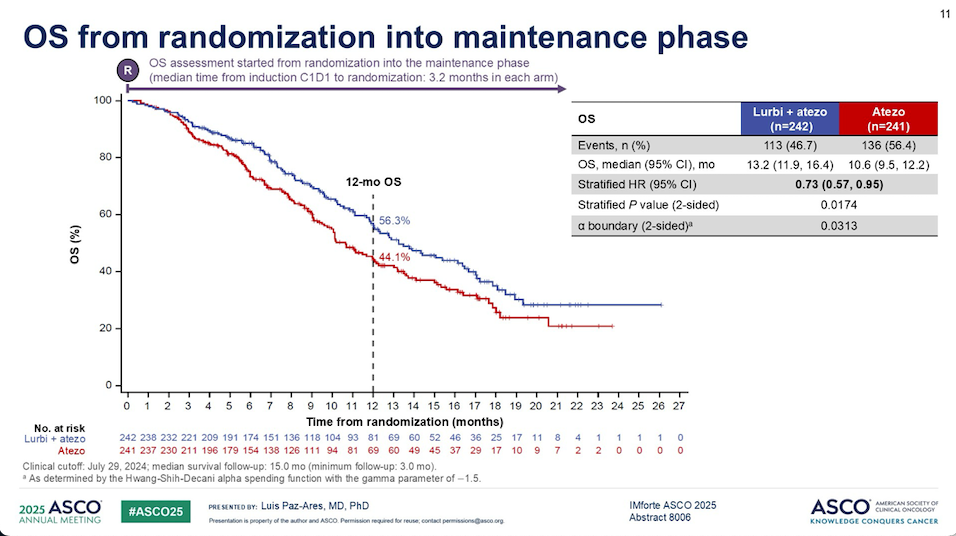 11
OS from randomization into maintenance phase
R
OS assessment started from randomization into the maintenance phase
(median time from induction C1D1 to randomization: 3.2 months in each arm)
OS Lurbi + atezo (n=242) Atezo (n=241)
Events, n (%) 113 (46.7) 136 (56.4)
OS, median (95% CI), mo 13.2 (11.9, 16.4) 10.6 (9.5, 12.2)
Stratified HR (95% CI) 0.73 (0.57, 0.95)
Stratified P value (2-sided) 0.0174
α boundary (2-sided)ª 0.0313
OS (%)
100
80
60
40
20
0
12-mo OS
56.3%
44.1%
0 1 2 3 4 5 6 7 8 9 10 11 12 13 14 15 16 17 18 19 20 21 22 23 24 25 26 27
Time from randomization (months)
No. at risk
Lurbi + atezo 242 238 232 221 209 191 174 151 136 118 104 93 81 69 60 52 46 36 25 17 11 8 4 1 1 1 1 0
Atezo 241 237 230 211 196 179 154 138 126 111 94 81 69 60 49 45 37 29 17 10 9 7 2 2 0 0 0 0
Clinical cutoff: July 29, 2024; median survival follow-up: 15.0 mo (minimum follow-up: 3.0 mo).
ª As determined by the Hwang-Shih-Decani alpha spending function with the gamma parameter of −1.5.
2025 ASCO
ANNUAL MEETING
#ASCO25
PRESENTED BY: Luis Paz-Ares, MD, PhD
Presentation is property of the author and ASCO. Permission required for reuse; contact permissions@asco.org.
IMforte ASCO 2025
Abstract 8006
ASCO AMERICAN SOCIETY OF
CLINICAL ONCOLOGY
KNOWLEDGE CONQUERS CANCER